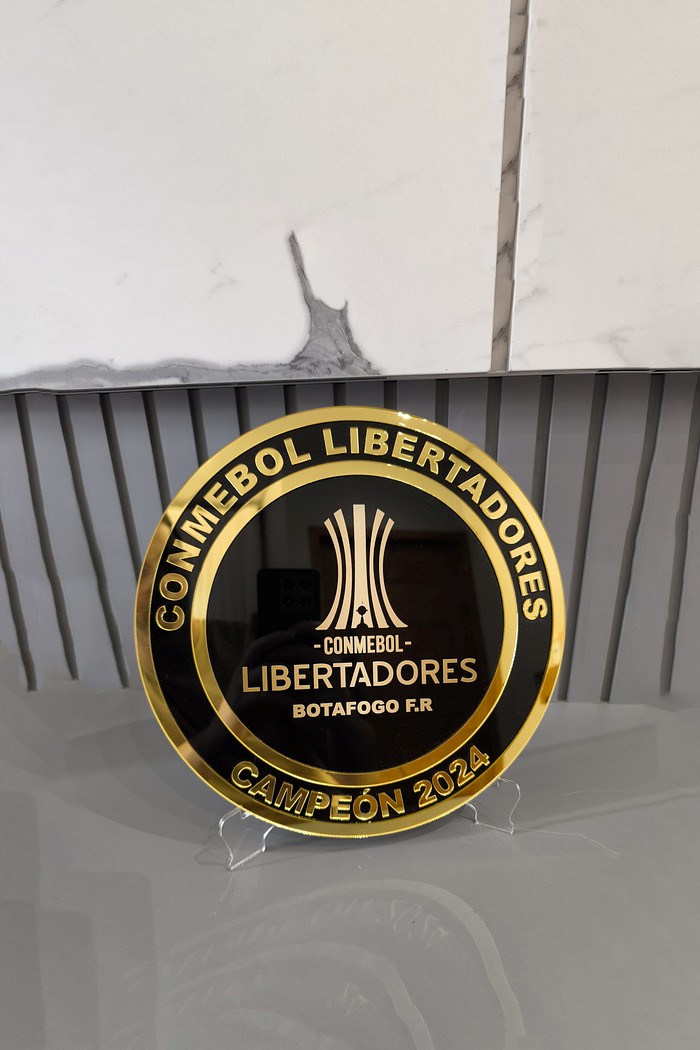 CONMEBOL LIBERTADORES
-CONMEBOL-
LIBERTADORES
BOTAFOGO F.R
CAMPEÓN 2024